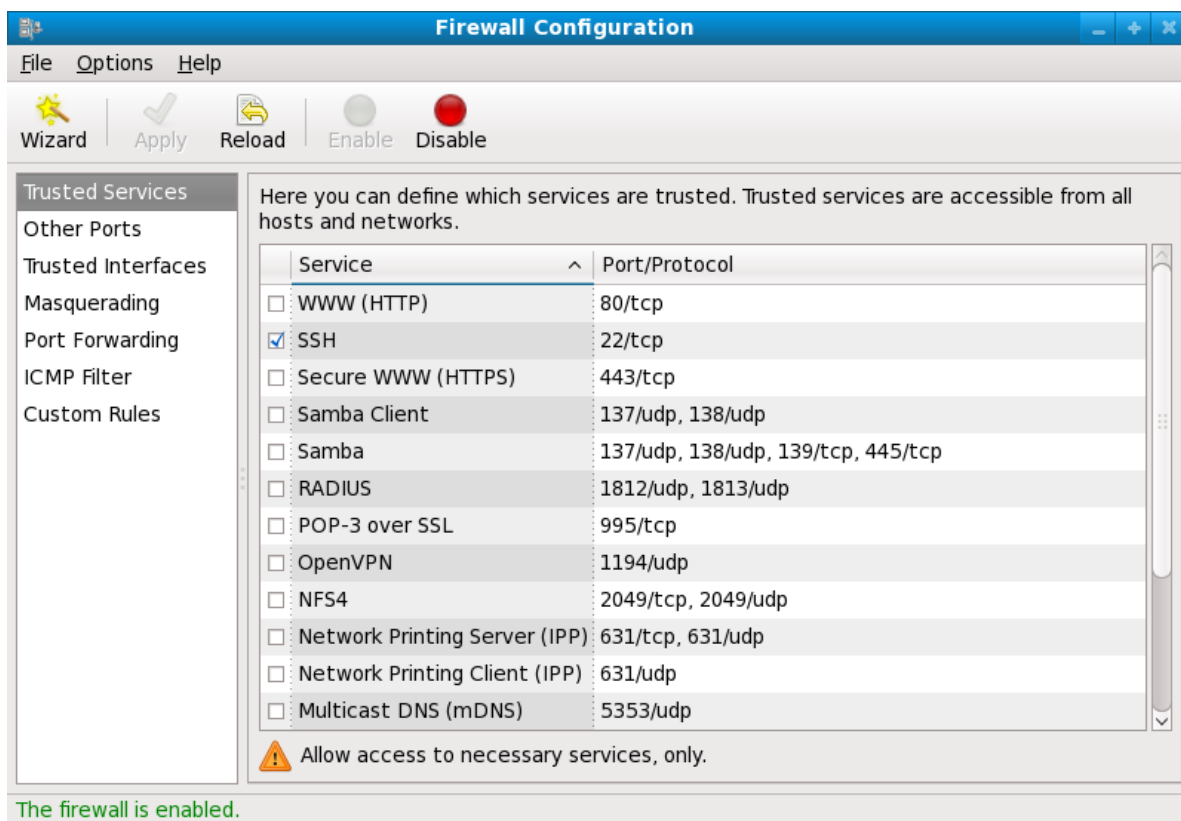 Firewall Configuration
File Options Help
Wizard Apply Reload Enable Disable
Trusted Services
Other Ports
Trusted Interfaces
Masquerading
Port Forwarding
ICMP Filter
Custom Rules
Here you can define which services are trusted. Trusted services are accessible from all
hosts and networks.
Service Port/Protocol
WWW (HTTP) 80/tcp
SSH 22/tcp
Secure WWW (HTTPS) 443/tcp
Samba Client 137/udp, 138/udp
Samba 137/udp, 138/udp, 139/tcp, 445/tcp
RADIUS 1812/udp, 1813/udp
POP-3 over SSL 995/tcp
OpenVPN 1194/udp
NFS4 2049/tcp, 2049/udp
Network Printing Server (IPP) 631/tcp, 631/udp
Network Printing Client (IPP) 631/udp
Multicast DNS (mDNS) 5353/udp
Allow access to necessary services, only.
The firewall is enabled.